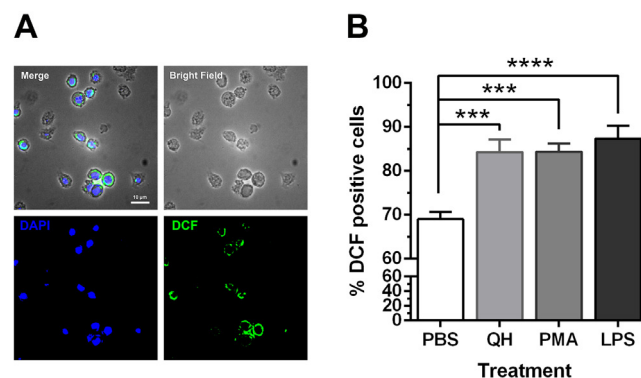 A
Merge
Bright Field
10 µm
DAPI
DCF
B
% DCF positive cells
100
90
80
70
60
60
40
20
0
****
***
***
PBS QH PMA LPS
Treatment